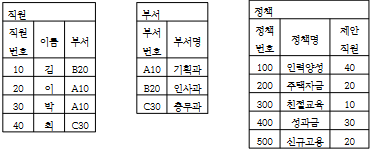 직원
직원 번호 이름 부서
10 김 B20
20 이 A10
30 박 A10
40 최 C30
부서
부서 번호 부서명
A10 기획과
B20 인사과
C30 총무과
정책
정책 번호 정책명 제안 직원
100 인력양성 40
200 주택자금 20
300 친절교육 10
400 성과금 30
500 신규고용 20